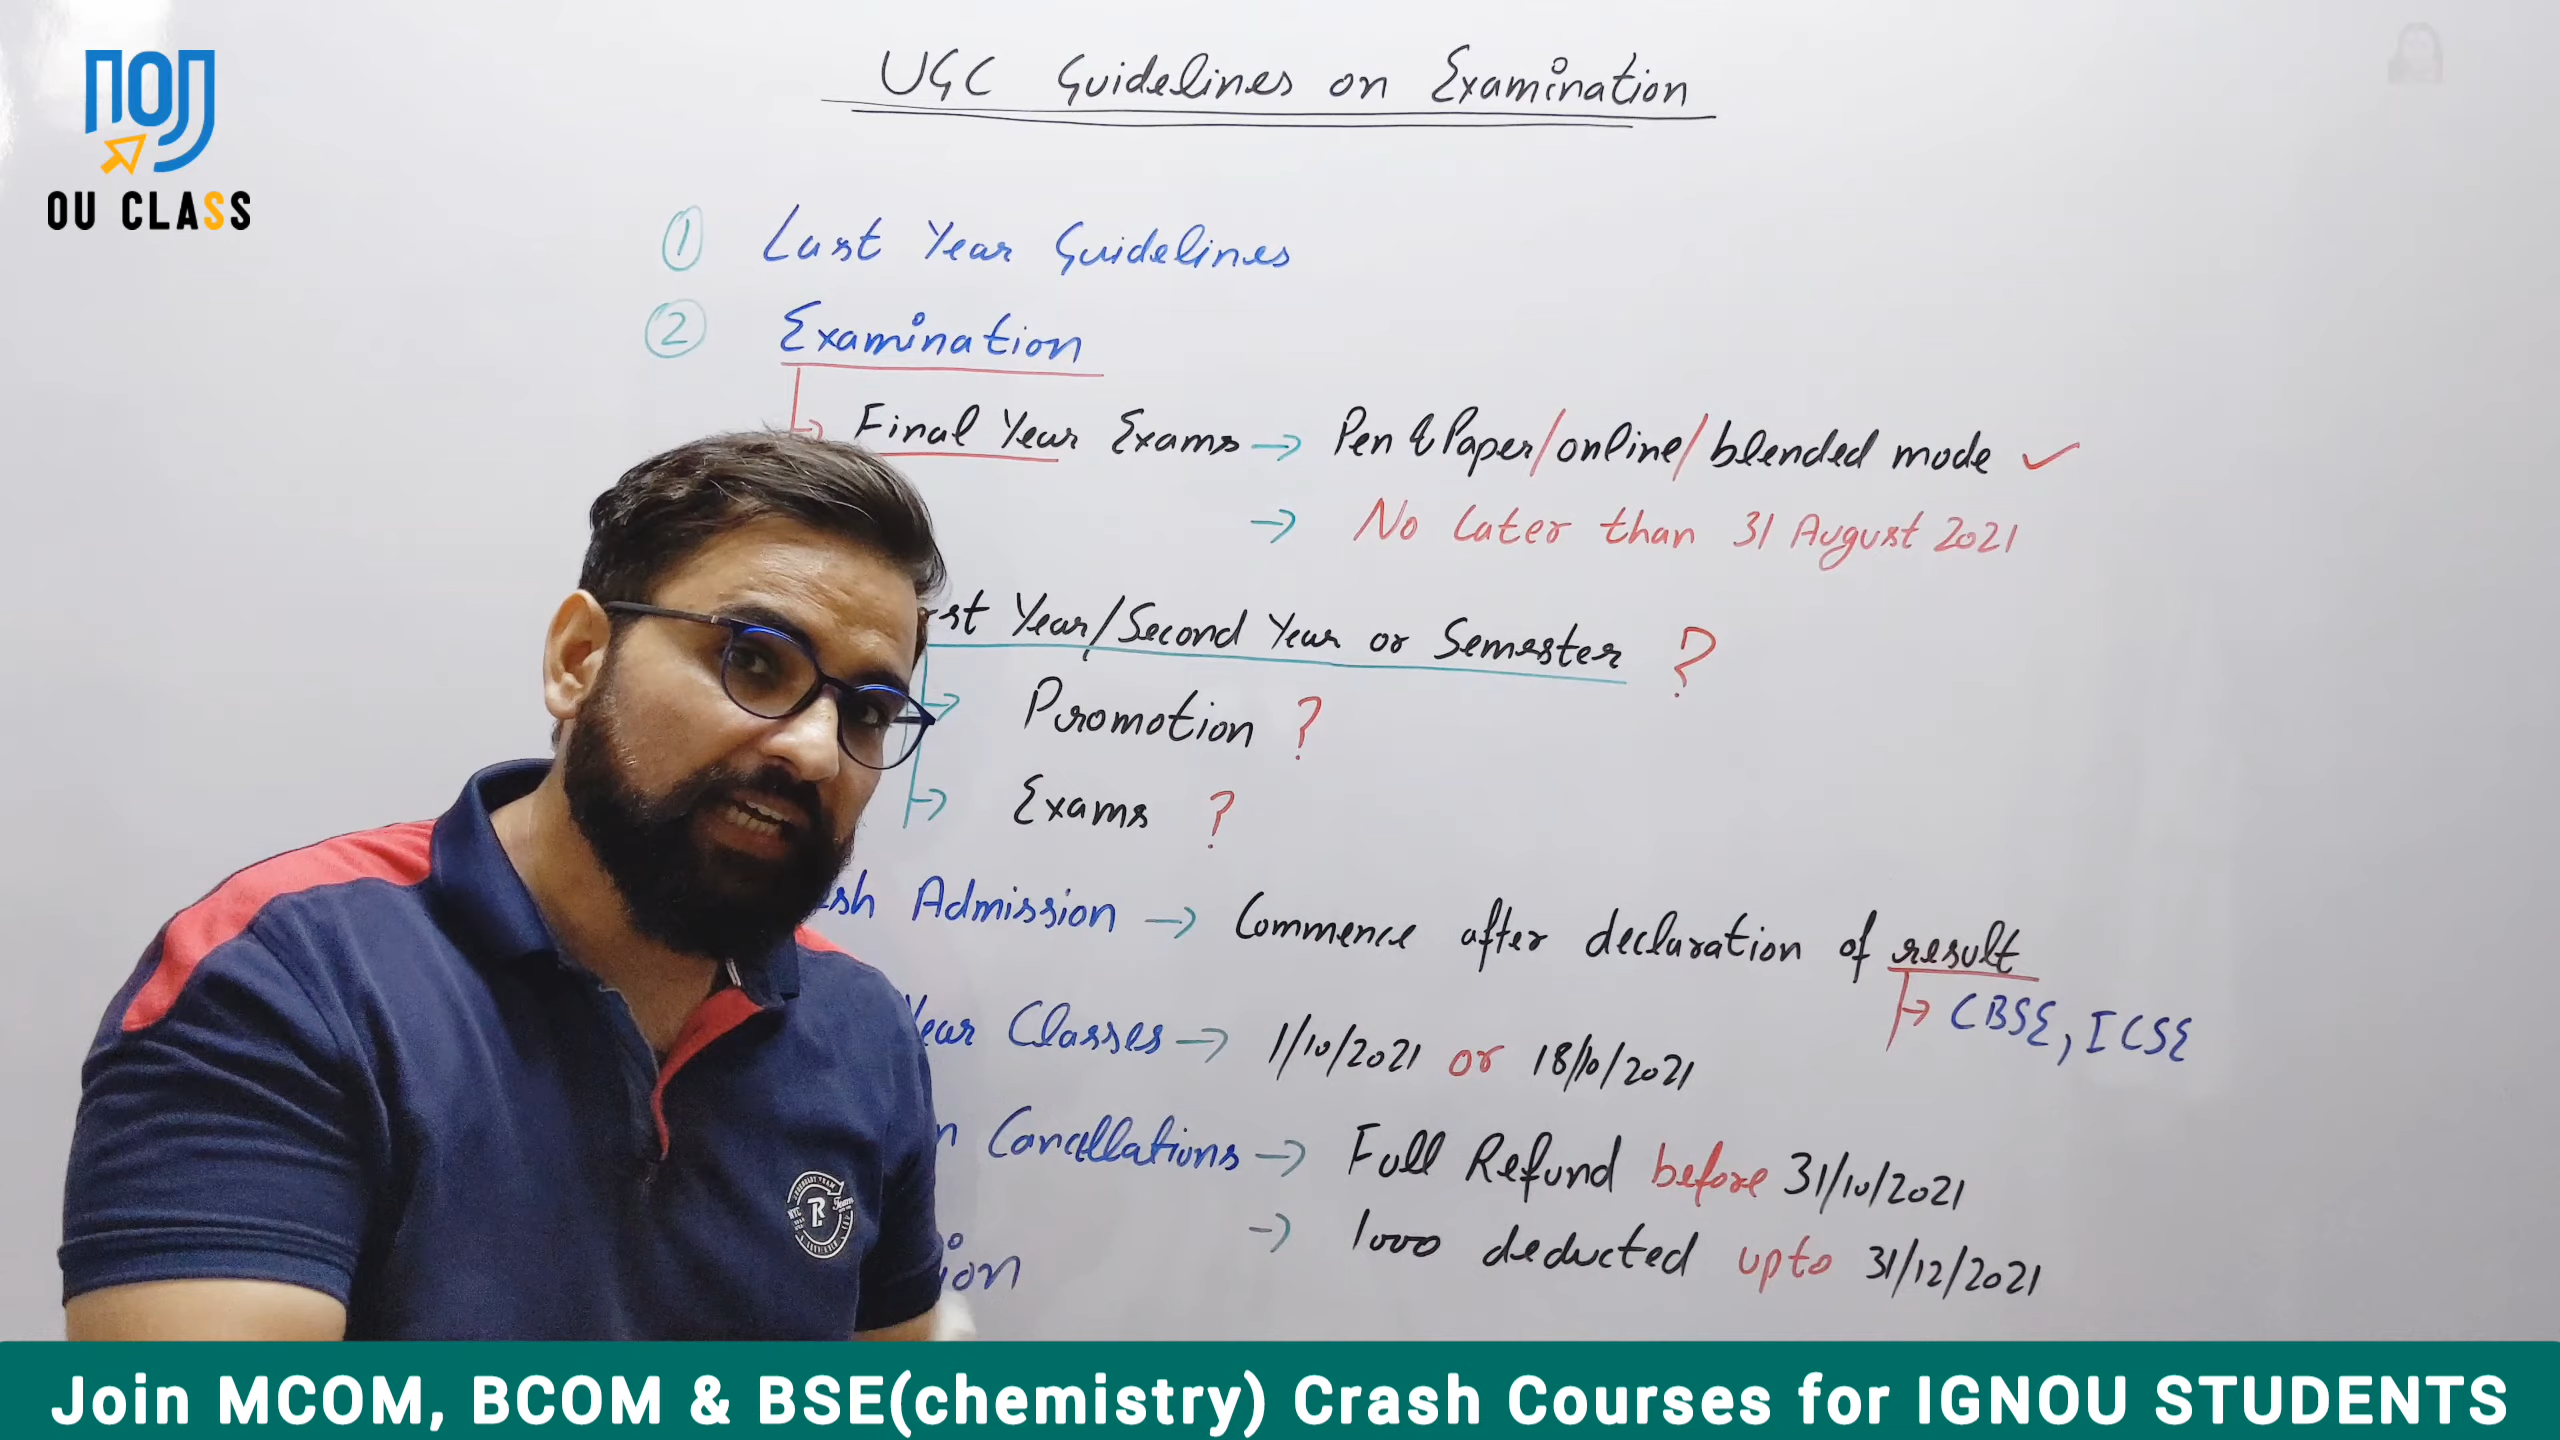 OU CLASS
UGC Guidelines on Examination
1 Last Year Guidelines
2 Examination
Final Year Exams → Pen & Paper/online/blended mode ✓
→ No Later than 31 August 2021
Year/Second Year or Semester ?
→ Promotion ?
→ Exams ?
Admission → Commence after declaration of result
→ CBSE, ICSE
Classes → 1/10/2021 or 18/10/2021
Cancellations → Full Refund before 31/10/2021
→ 1000 deducted upto 31/12/2021
Join MCOM, BCOM & BSE(chemistry) Crash Courses for IGNOU STUDENTS